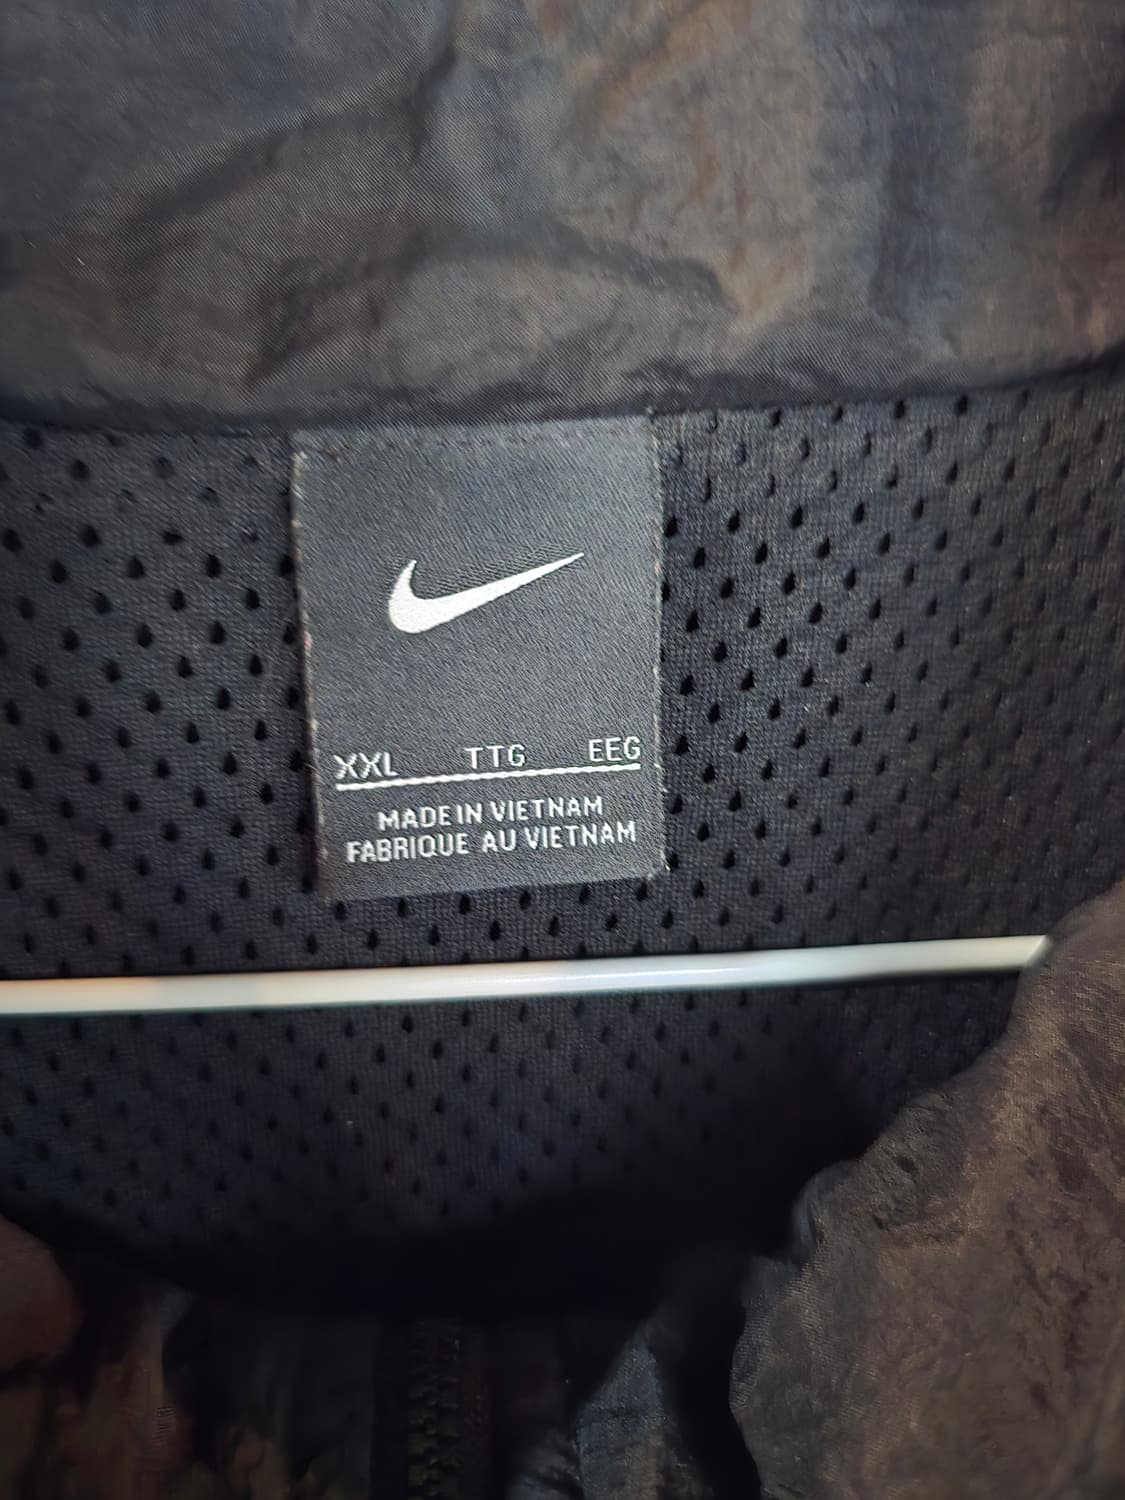 XXL TTG EEG
MADE IN VIETNAM
FABRIQUE AU VIETNAM